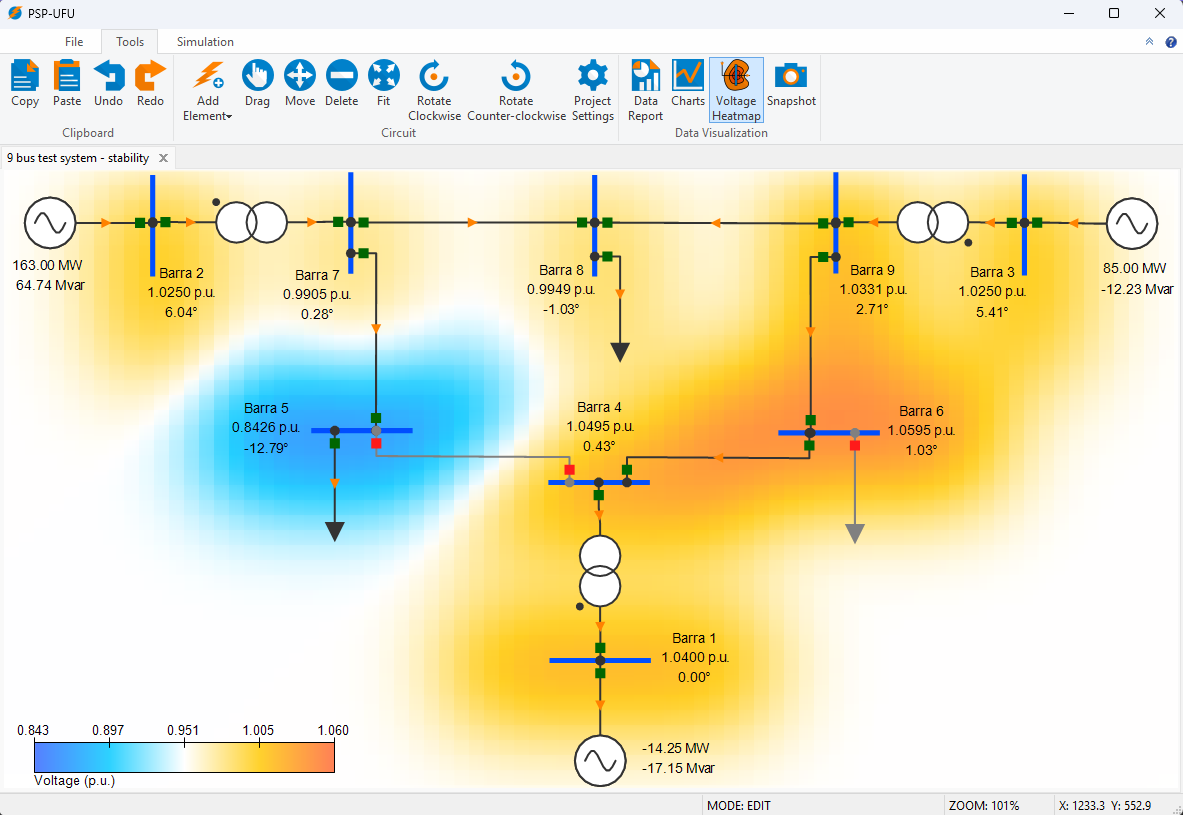 PSP-UFU
File Tools Simulation
Copy Paste Undo Redo
Clipboard
Add Element
Drag
Move
Delete
Fit
Rotate Clockwise
Rotate Counter-clockwise
Project Settings
Circuit
Data Report
Charts
Voltage Heatmap
Snapshot
Data Visualization
9 bus test system - stability
163.00 MW
64.74 Mvar
Barra 2
1.0250 p.u.
6.04°
Barra 7
0.9905 p.u.
0.28°
Barra 8
0.9949 p.u.
-1.03°
Barra 9
1.0331 p.u.
2.71°
Barra 3
1.0250 p.u.
5.41°
85.00 MW
-12.23 Mvar
Barra 5
0.8426 p.u.
-12.79°
Barra 4
1.0495 p.u.
0.43°
Barra 6
1.0595 p.u.
1.03°
Barra 1
1.0400 p.u.
0.00°
-14.25 MW
-17.15 Mvar
0.843 0.897 0.951 1.005 1.060
Voltage (p.u.)
MODE: EDIT
ZOOM: 101%
X: 1233.3 Y: 552.9